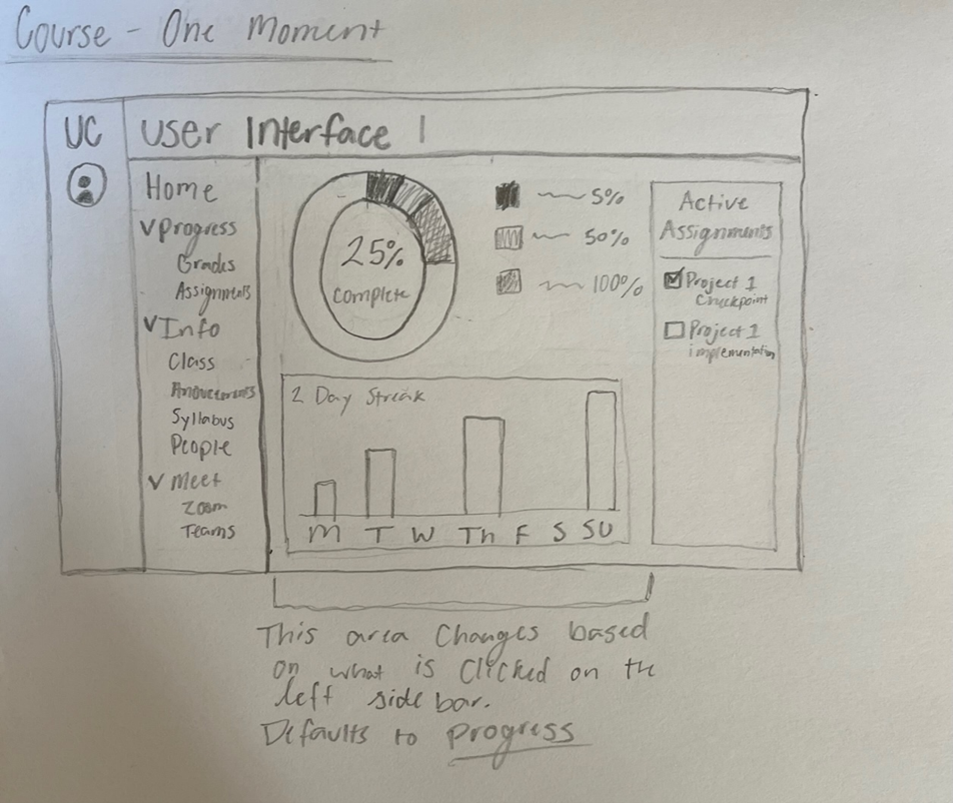 Course - One Moment
UC
User Interface 1
Home
Progress
Grades
Assignments
Info
Class
Syllabus
People
Meet
Zoom
Teams
25%
complete
5%
50%
100%
2 Day Streak
M T W Th F S SU
Active
Assignments
Project 1
Checkpoint
Project 1
implementation
This area changes based
on what is clicked on the
left side bar.
Defaults to progress